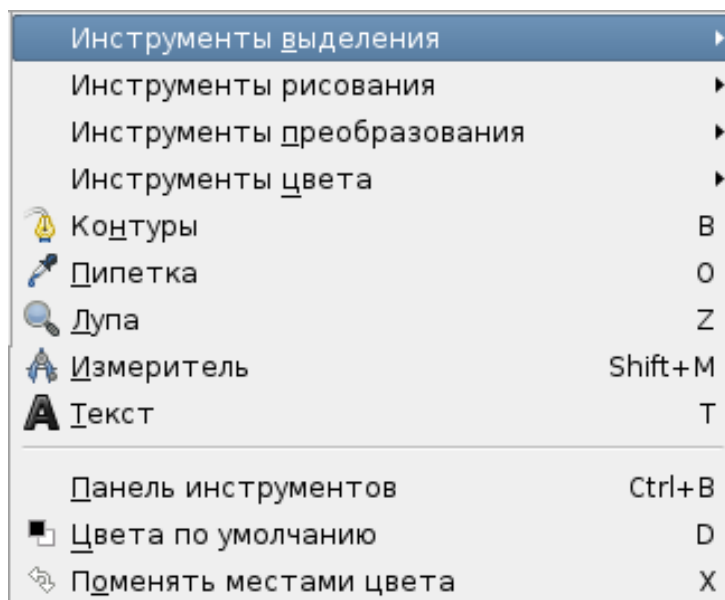 Инструменты выделения
Инструменты рисования
Инструменты преобразования
Инструменты цвета
Контуры B
Пипетка O
Лупа Z
Измеритель Shift+M
Текст T
Панель инструментов Ctrl+B
Цвета по умолчанию D
Поменять местами цвета X